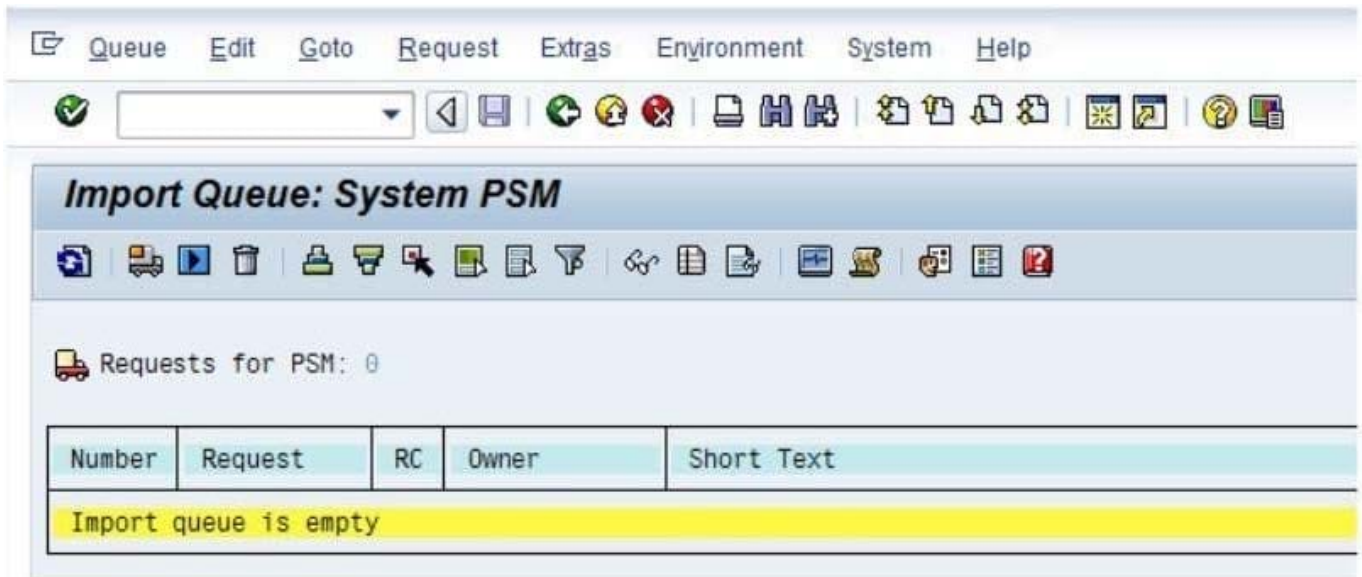 Queue Edit Goto Request Extras Environment System Help
Import Queue: System PSM
Requests for PSM: 0
Number Request RC Owner Short Text
Import queue is empty